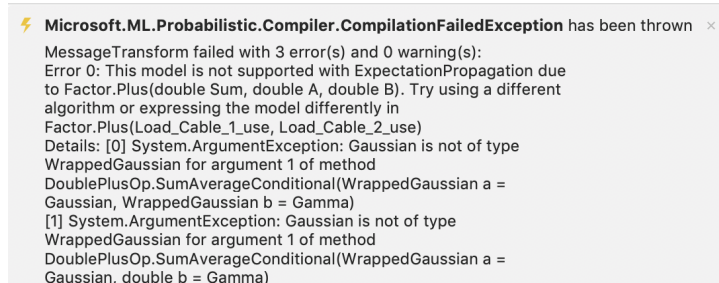 Microsoft.ML.Probabilistic.Compiler.CompilationFailedException has been thrown ×
MessageTransform failed with 3 error(s) and 0 warning(s):
Error 0: This model is not supported with ExpectationPropagation due
to Factor.Plus(double Sum, double A, double B). Try using a different
algorithm or expressing the model differently in
Factor.Plus(Load_Cable_1_use, Load_Cable_2_use)
Details: [0] System.ArgumentException: Gaussian is not of type
WrappedGaussian for argument 1 of method
DoublePlusOp.SumAverageConditional(WrappedGaussian a =
Gaussian, WrappedGaussian b = Gamma)
[1] System.ArgumentException: Gaussian is not of type
WrappedGaussian for argument 1 of method
DoublePlusOp.SumAverageConditional(WrappedGaussian a =
Gaussian, double b = Gamma)